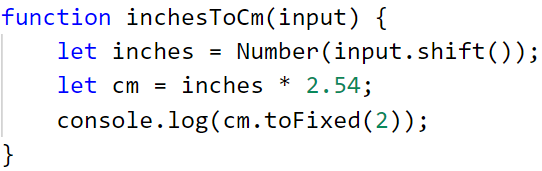 function inchesToCm(input) {
    let inches = Number(input.shift());
    let cm = inches * 2.54;
    console.log(cm.toFixed(2));
}